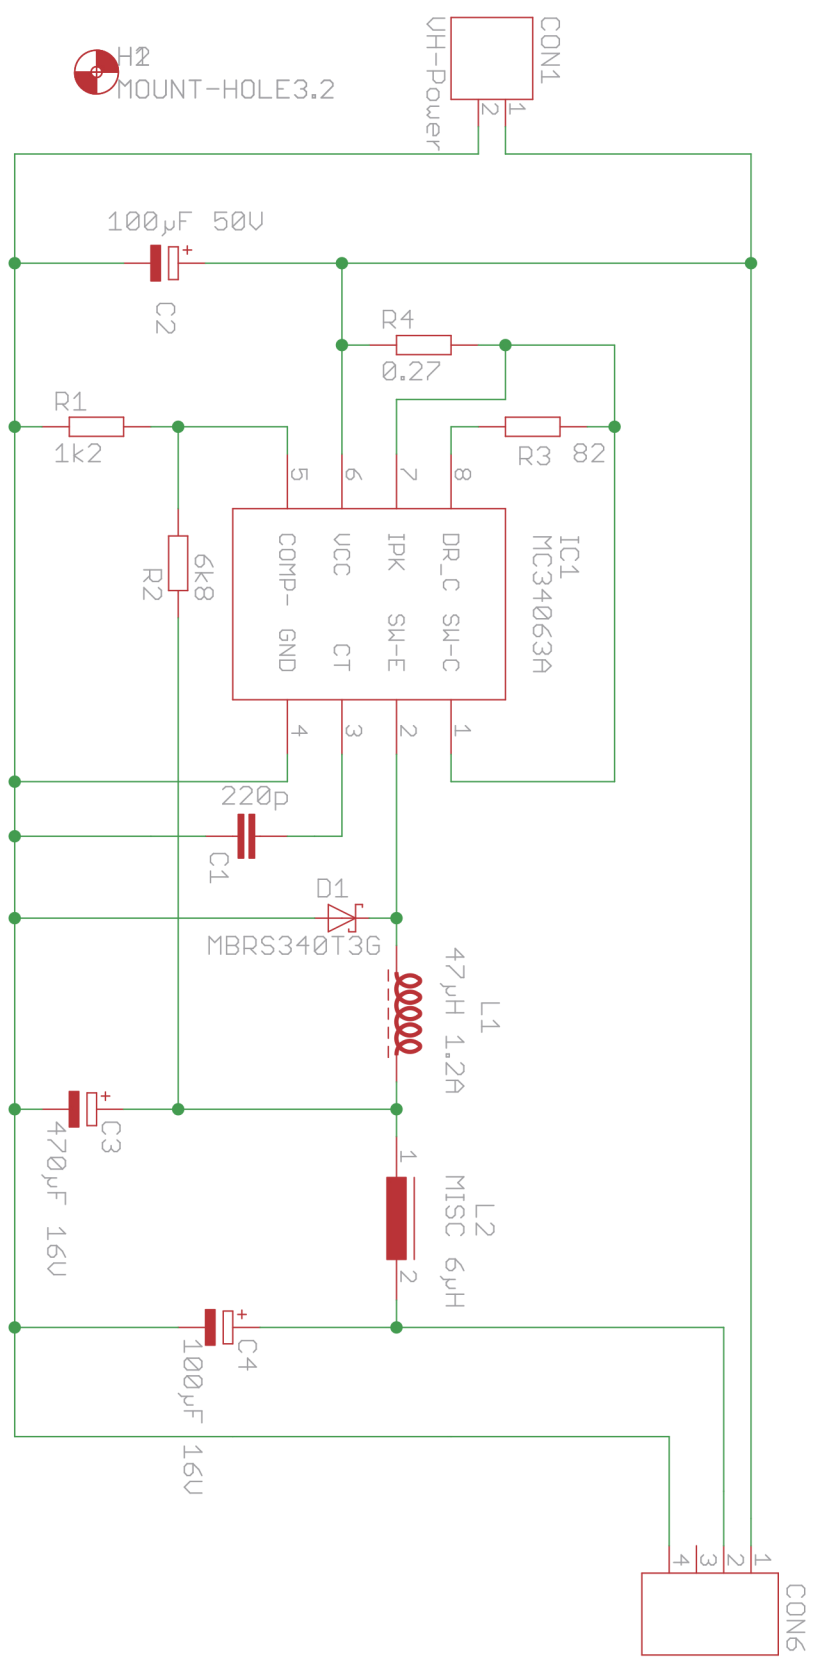 H2
MOUNT-HOLE3.2
CON1
VH-Power
1
2
100µF 50V
+
C2
R4
0.27
R1
1k2
R3
82
5
6
7
8
6k8
R2
COMP-
VCC
IPK
DR_C
GND
CT
SW-E
SW-C
IC1
MC34063A
4
3
2
1
220p
C1
D1
MBRS340T3G
L1
47µH 1.2A
+
C3
470µF 16V
1
L2
MISC 6µH
2
+
C4
100µF 16V
4
3
2
1
CON6